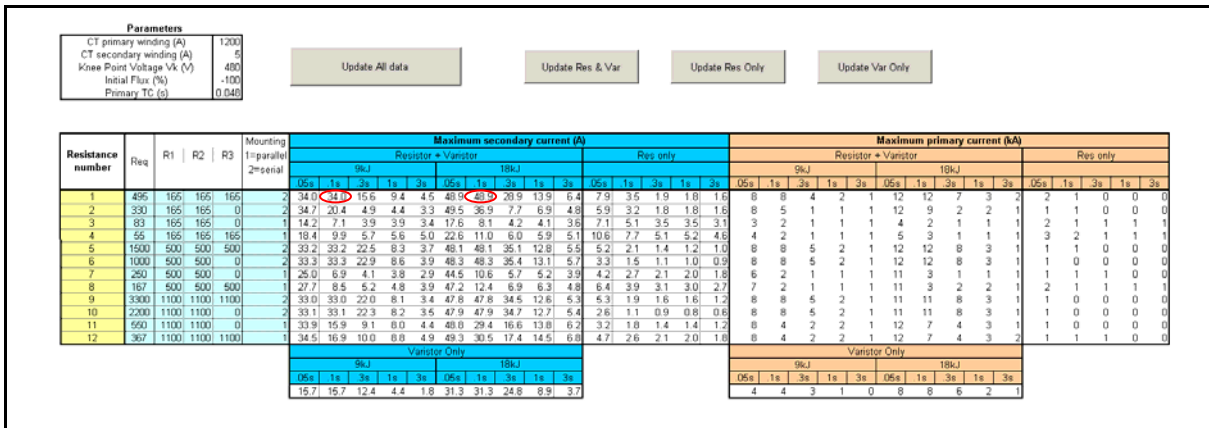 Parameters
CT primary winding (A) 1200
CT secondary winding (A) 5
Knee Point Voltage Vk (V) 480
Initial Flux (%) -100
Primary TC (s) 0.048
Update All data Update Res & Var Update Res Only Update Var Only
Resistance number Req R1 R2 R3 Mounting 1=parallel 2=serial Maximum secondary current (A) Maximum primary current (kA)
Resistor + Varistor Res only Resistor + Varistor Res only
9kJ 18kJ 9kJ 18kJ
.05s .1s .3s 1s 3s .05s .1s .3s 1s 3s .05s .1s .3s 1s 3s .05s .1s .3s 1s 3s .05s .1s .3s 1s 3s .05s .1s .3s 1s 3s
1 495 165 165 165 2 34.0 34.0 15.6 9.4 4.5 48.9 48.9 28.9 13.9 6.4 7.9 3.5 1.9 1.8 1.6 8 8 4 2 1 12 12 7 3 2 2 1 0 0 0
2 330 165 165 0 2 34.7 20.4 4.9 4.4 3.3 49.5 36.9 7.7 6.9 4.8 5.9 3.2 1.8 1.8 1.6 8 5 1 1 1 12 9 2 2 1 1 1 0 0 0
3 83 165 165 0 1 14.2 7.1 3.9 3.9 3.4 17.6 8.1 4.2 4.1 3.6 7.1 5.1 3.5 3.5 3.1 3 2 1 1 1 4 2 1 1 1 2 1 1 1 1
4 55 165 165 165 1 18.4 9.9 5.7 5.6 5.0 22.6 11.0 6.0 5.9 5.1 10.6 7.7 5.1 5.2 4.6 4 2 1 1 1 5 3 1 1 1 3 2 1 1 1
5 1500 500 500 500 2 33.2 33.2 22.5 8.3 3.7 48.1 48.1 35.1 12.8 5.5 5.2 2.1 1.4 1.2 1.0 8 8 5 2 1 12 12 8 3 1 1 1 0 0 0
6 1000 500 500 0 2 33.3 33.3 22.9 8.6 3.9 48.3 48.3 35.4 13.1 5.7 3.3 1.5 1.1 1.0 0.9 8 8 5 2 1 12 12 8 3 1 1 0 0 0 0
7 250 500 500 0 1 25.0 6.9 4.1 3.8 2.9 44.5 10.6 5.7 5.2 3.9 4.2 2.7 2.1 2.0 1.8 6 2 1 1 1 11 3 1 1 1 1 1 1 0 0
8 167 500 500 500 1 27.7 8.5 5.2 4.8 3.9 47.2 12.4 6.9 6.3 4.8 6.4 3.9 3.1 3.0 2.7 7 2 1 1 1 11 3 2 2 1 2 1 1 1 1
9 3300 1100 1100 1100 2 33.0 33.0 22.0 8.1 3.4 47.8 47.8 34.5 12.6 5.3 5.3 1.9 1.6 1.6 1.2 8 8 5 2 1 11 11 8 3 1 1 0 0 0 0
10 2200 1100 1100 0 2 33.1 33.1 22.3 8.2 3.5 47.9 47.9 34.7 12.7 5.4 2.6 1.1 0.9 0.8 0.6 8 8 5 2 1 11 11 8 3 1 1 0 0 0 0
11 550 1100 1100 0 1 33.9 15.9 9.1 8.0 4.4 48.8 29.4 16.6 13.8 6.2 3.2 1.8 1.4 1.4 1.2 8 4 2 2 1 12 7 4 3 1 1 0 0 0 0
12 367 1100 1100 1100 1 34.5 16.9 10.0 8.8 4.9 49.3 30.5 17.4 14.5 6.8 4.7 2.6 2.1 2.0 1.8 8 4 2 2 1 12 7 4 3 2 1 1 1 0 0
Varistor Only Varistor Only
9kJ 18kJ 9kJ 18kJ
.05s .1s .3s 1s 3s .05s .1s .3s 1s 3s .05s .1s .3s 1s 3s .05s .1s .3s 1s 3s
15.7 15.7 12.4 4.4 1.8 31.3 31.3 24.8 8.9 3.7 4 4 3 1 0 8 8 6 2 1